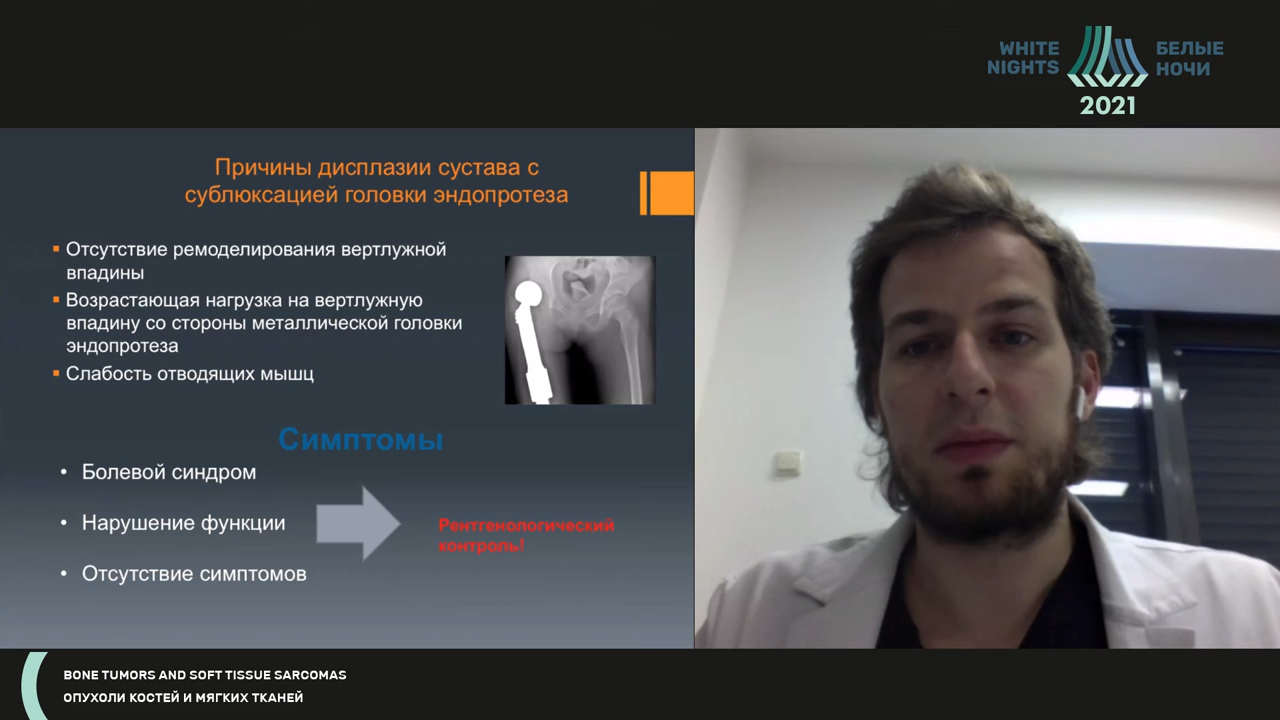 WHITE NIGHTS
БЕЛЫЕ НОЧИ
2021
Причины дисплазии сустава с
сублюксацией головки эндопротеза
Отсутствие ремоделирования вертлужной
впадины
Возрастающая нагрузка на вертлужную
впадину со стороны металлической головки
эндопротеза
Слабость отводящих мышц
Симптомы
• Болевой синдром
• Нарушение функции
• Отсутствие симптомов
Рентгенологический
контроль!
BONE TUMORS AND SOFT TISSUE SARCOMAS
ОПУХОЛИ КОСТЕЙ И МЯГКИХ ТКАНЕЙ